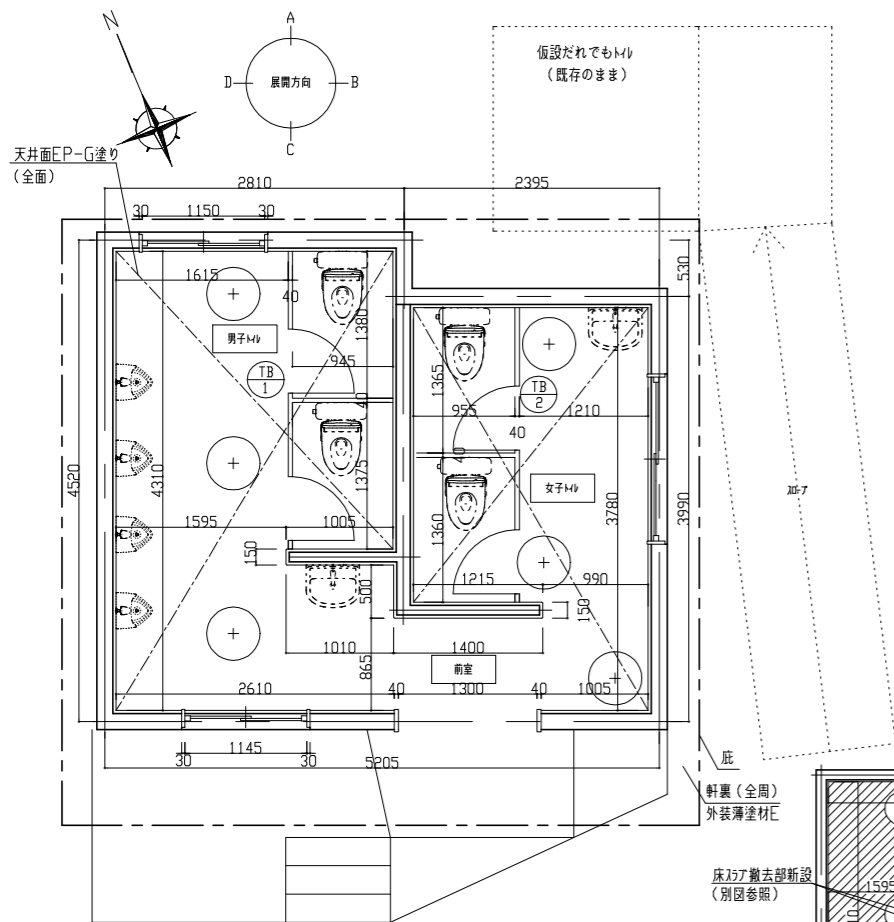 N
A
D
展開方向
B
C
仮設だれでもトイレ
(既存のまま)
天井面EP-G塗り
(全面)
2810
2395
30
1150
30
530
1615
40
1380
男子トイレ
945
TB
1
40
1365
TB
2
955
1210
40
40
4520
4310
1375
女子トイレ
3780
3990
スロープ
1595
1005
1360
150
500
1215
990
150
1010
1400
865
前室
2610
40
1300
40
1005
30
1145
30
5205
庇
軒裏(全周)
外装薄塗材E
床スラブ撤去部新設
(別図参照)
1595